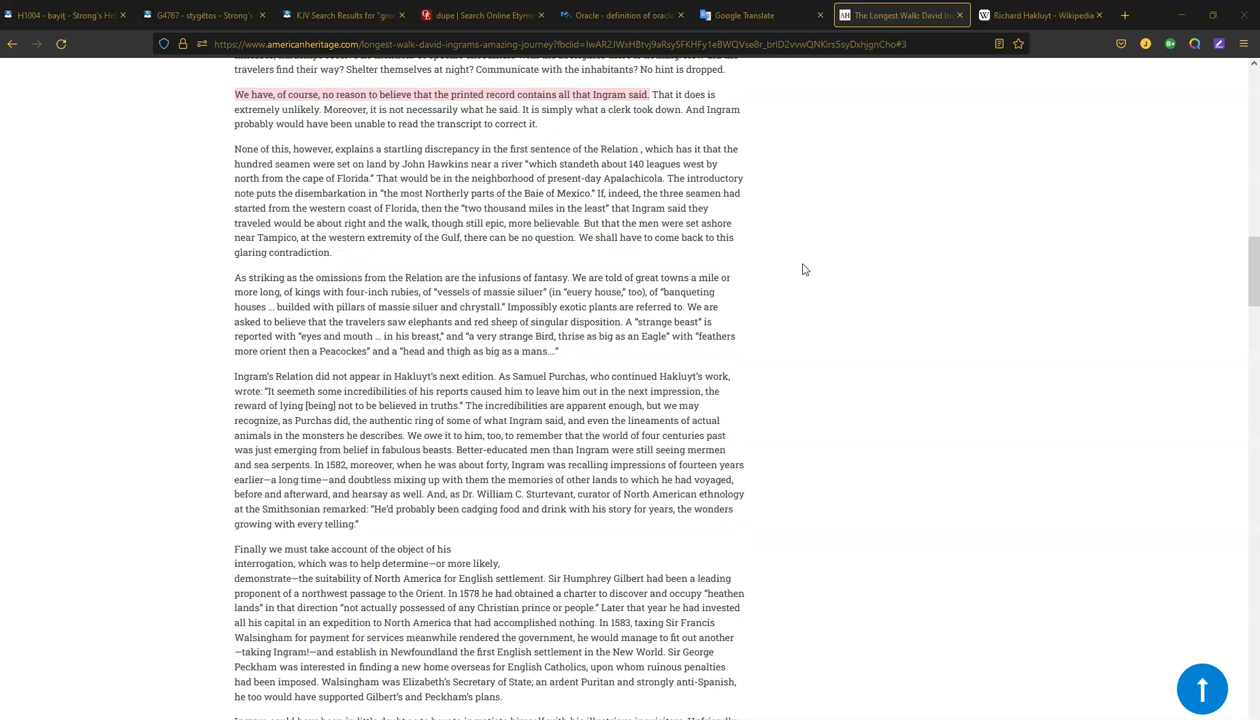 H1004 - bayiṯ - Strong's He
G4767 - stygētos - Strong's
KJV Search Results for "gre
dupe | Search Online Etymo
Oracle - definition of oracle
Google Translate
The Longest Walk: David In
Richard Hakluyt - Wikipedia
https://www.americanheritage.com/longest-walk-david-ingrams-amazing-journey?fbclid=IwAR2JWxHBtvj9aRsySFKHFy1eBWQVse8r_brID2vvwQNKirs5syDxhjgnCho#3
travelers find their way? Shelter themselves at night? Communicate with the inhabitants? No hint is dropped.
We have, of course, no reason to believe that the printed record contains all that Ingram said. That it does is
extremely unlikely. Moreover, it is not necessarily what he said. It is simply what a clerk took down. And Ingram
probably would have been unable to read the transcript to correct it.
None of this, however, explains a startling discrepancy in the first sentence of the Relation , which has it that the
hundred seamen were set on land by John Hawkins near a river “which standeth about 140 leagues west by
north from the cape of Florida.” That would be in the neighborhood of present-day Apalachicola. The introductory
note puts the disembarkation in “the most Northerly parts of the Baie of Mexico.” If, indeed, the three seamen had
started from the western coast of Florida, then the “two thousand miles in the least” that Ingram said they
traveled would be about right and the walk, though still epic, more believable. But that the men were set ashore
near Tampico, at the western extremity of the Gulf, there can be no question. We shall have to come back to this
glaring contradiction.
As striking as the omissions from the Relation are the infusions of fantasy. We are told of great towns a mile or
more long, of kings with four-inch rubies, of “vessels of massie siluer” (in “euery house,” too), of “banqueting
houses … builded with pillars of massie siluer and chrystall.” Impossibly exotic plants are referred to. We are
asked to believe that the travelers saw elephants and red sheep of singular disposition. A “strange beast” is
reported with “eyes and mouth … in his breast,” and “a very strange Bird, thrise as big as an Eagle” with “feathers
more orient then a Peacockes” and a “head and thigh as big as a mans.…”
Ingram’s Relation did not appear in Hakluyt’s next edition. As Samuel Purchas, who continued Hakluyt’s work,
wrote: “It seemeth some incredibilities of his reports caused him to leave him out in the next impression, the
reward of lying [being] not to be believed in truths.” The incredibilities are apparent enough, but we may
recognize, as Purchas did, the authentic ring of some of what Ingram said, and even the lineaments of actual
animals in the monsters he describes. We owe it to him, too, to remember that the world of four centuries past
was just emerging from belief in fabulous beasts. Better-educated men than Ingram were still seeing mermen
and sea serpents. In 1582, moreover, when he was about forty, Ingram was recalling impressions of fourteen years
earlier—a long time—and doubtless mixing up with them the memories of other lands to which he had voyaged,
before and afterward, and hearsay as well. And, as Dr. William C. Sturtevant, curator of North American ethnology
at the Smithsonian remarked: “He’d probably been cadging food and drink with his story for years, the wonders
growing with every telling.”
Finally we must take account of the object of his
interrogation, which was to help determine—or more likely,
demonstrate—the suitability of North America for English settlement. Sir Humphrey Gilbert had been a leading
proponent of a northwest passage to the Orient. In 1578 he had obtained a charter to discover and occupy “heathen
lands” in that direction “not actually possessed of any Christian prince or people.” Later that year he had invested
all his capital in an expedition to North America that had accomplished nothing. In 1583, taxing Sir Francis
Walsingham for payment for services meanwhile rendered the government, he would manage to fit out another
—taking Ingram!—and establish in Newfoundland the first English settlement in the New World. Sir George
Peckham was interested in finding a new home overseas for English Catholics, upon whom ruinous penalties
had been imposed. Walsingham was Elizabeth’s Secretary of State; an ardent Puritan and strongly anti-Spanish,
he too would have supported Gilbert’s and Peckham’s plans.